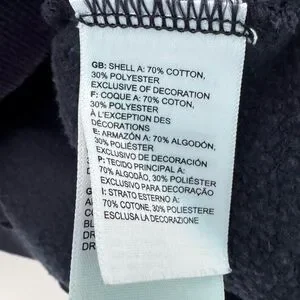 GB: SHELL A: 70% COTTON,
30% POLYESTER
EXCLUSIVE OF DECORATION
F: COQUE A: 70% COTON,
30% POLYESTER
À L'EXCEPTION DES
DÉCORATIONS
E: ARMAZÓN A: 70% ALGODÓN,
30% POLIÉSTER
EXCLUSIVO DE DECORACIÓN
P: TECIDO PRINCIPAL A:
70% ALGODÃO, 30% POLIÉSTER
EXCLUSIVO PARA DECORAÇÃO
I: STRATO ESTERNO A:
70% COTONE, 30% POLIESTERE
ESCLUSA LA DECORAZIONE